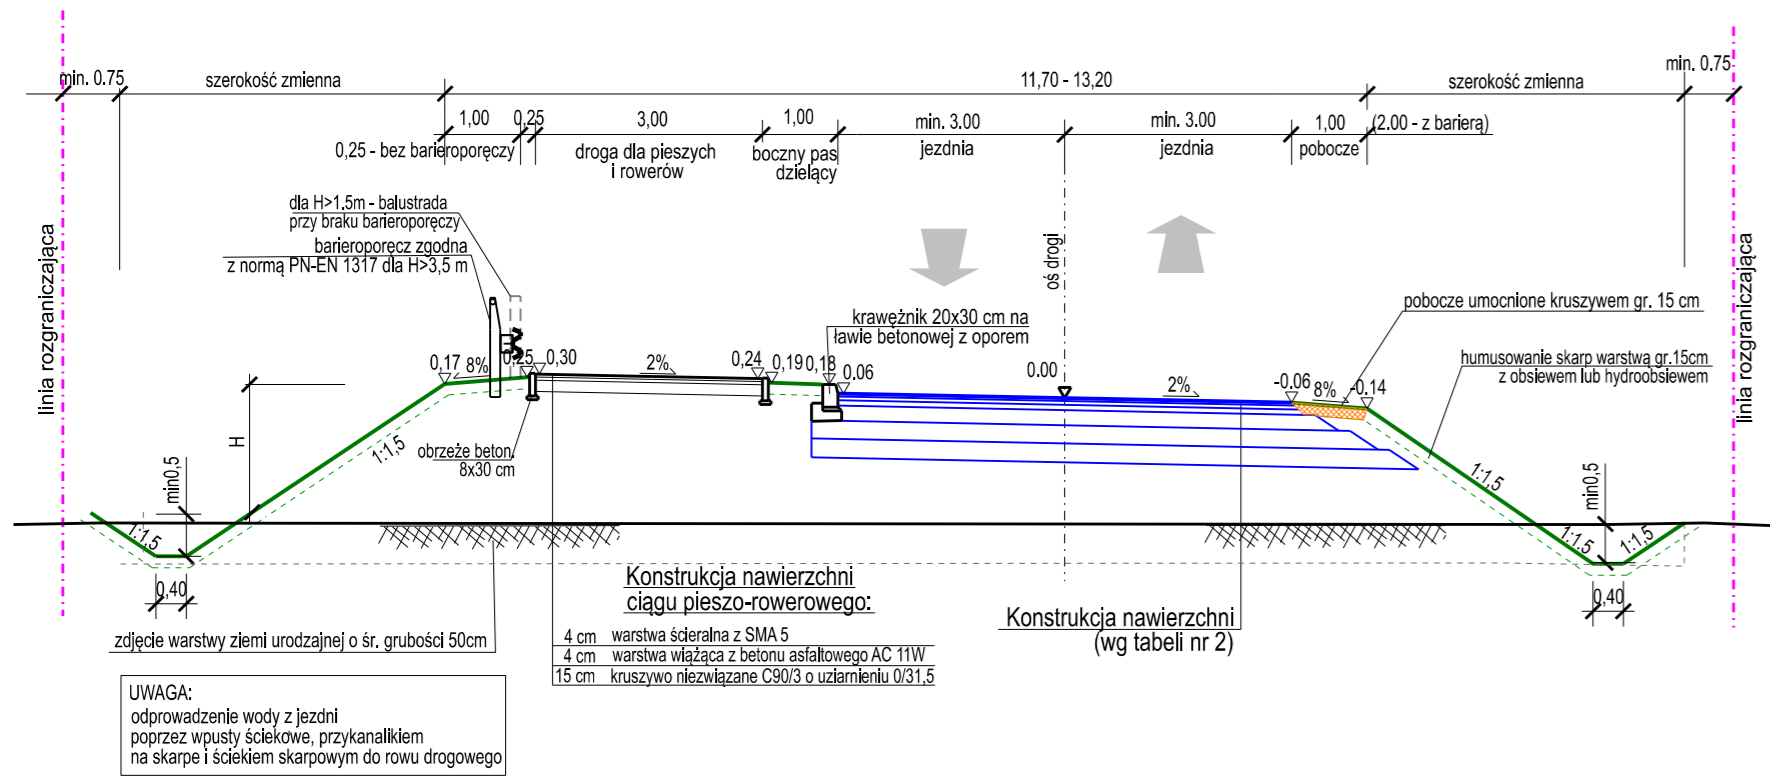 min. 0.75
szerokość zmienna
11,70 - 13,20
szerokość zmienna
min. 0.75
1,00
0,25
3,00
1,00
min. 3.00
min. 3.00
1,00
(2.00 - z barierą)
0,25 - bez barieroporęczy
droga dla pieszych
i rowerów
boczny pas
dzielący
jezdnia
jezdnia
pobocze
linia rozgraniczająca
dla H>1.5m - balustrada
przy braku barieroporęczy
barieroporęcz zgodna
z normą PN-EN 1317 dla H>3,5 m
oś drogi
linia rozgraniczająca
krawężnik 20x30 cm na
ławie betonowej z oporem
pobocze umocnione kruszywem gr. 15 cm
humusowanie skarp warstwą gr.15cm
z obsiewem lub hydroobsiewem
0,17
8%
0,25
0,30
2%
0,24
0,19
0,18
0.06
0.00
2%
-0.06
8%
-0.14
H
1:1,5
obrzeże beton.
8x30 cm
min0,5
1:1,5
0,40
1:1,5
min0,5
1:1,5
1:1,5
0,40
zdjęcie warstwy ziemi urodzajnej o śr. grubości 50cm
Konstrukcja nawierzchni
ciągu pieszo-rowerowego:
4 cm warstwa ścieralna z SMA 5
4 cm warstwa wiążąca z betonu asfaltowego AC 11W
15 cm kruszywo niezwiązane C90/3 o uziarnieniu 0/31,5
Konstrukcja nawierzchni
(wg tabeli nr 2)
UWAGA:
odprowadzenie wody z jezdni
poprzez wpusty ściekowe, przykanalikiem
na skarpe i ściekiem skarpowym do rowu drogowego